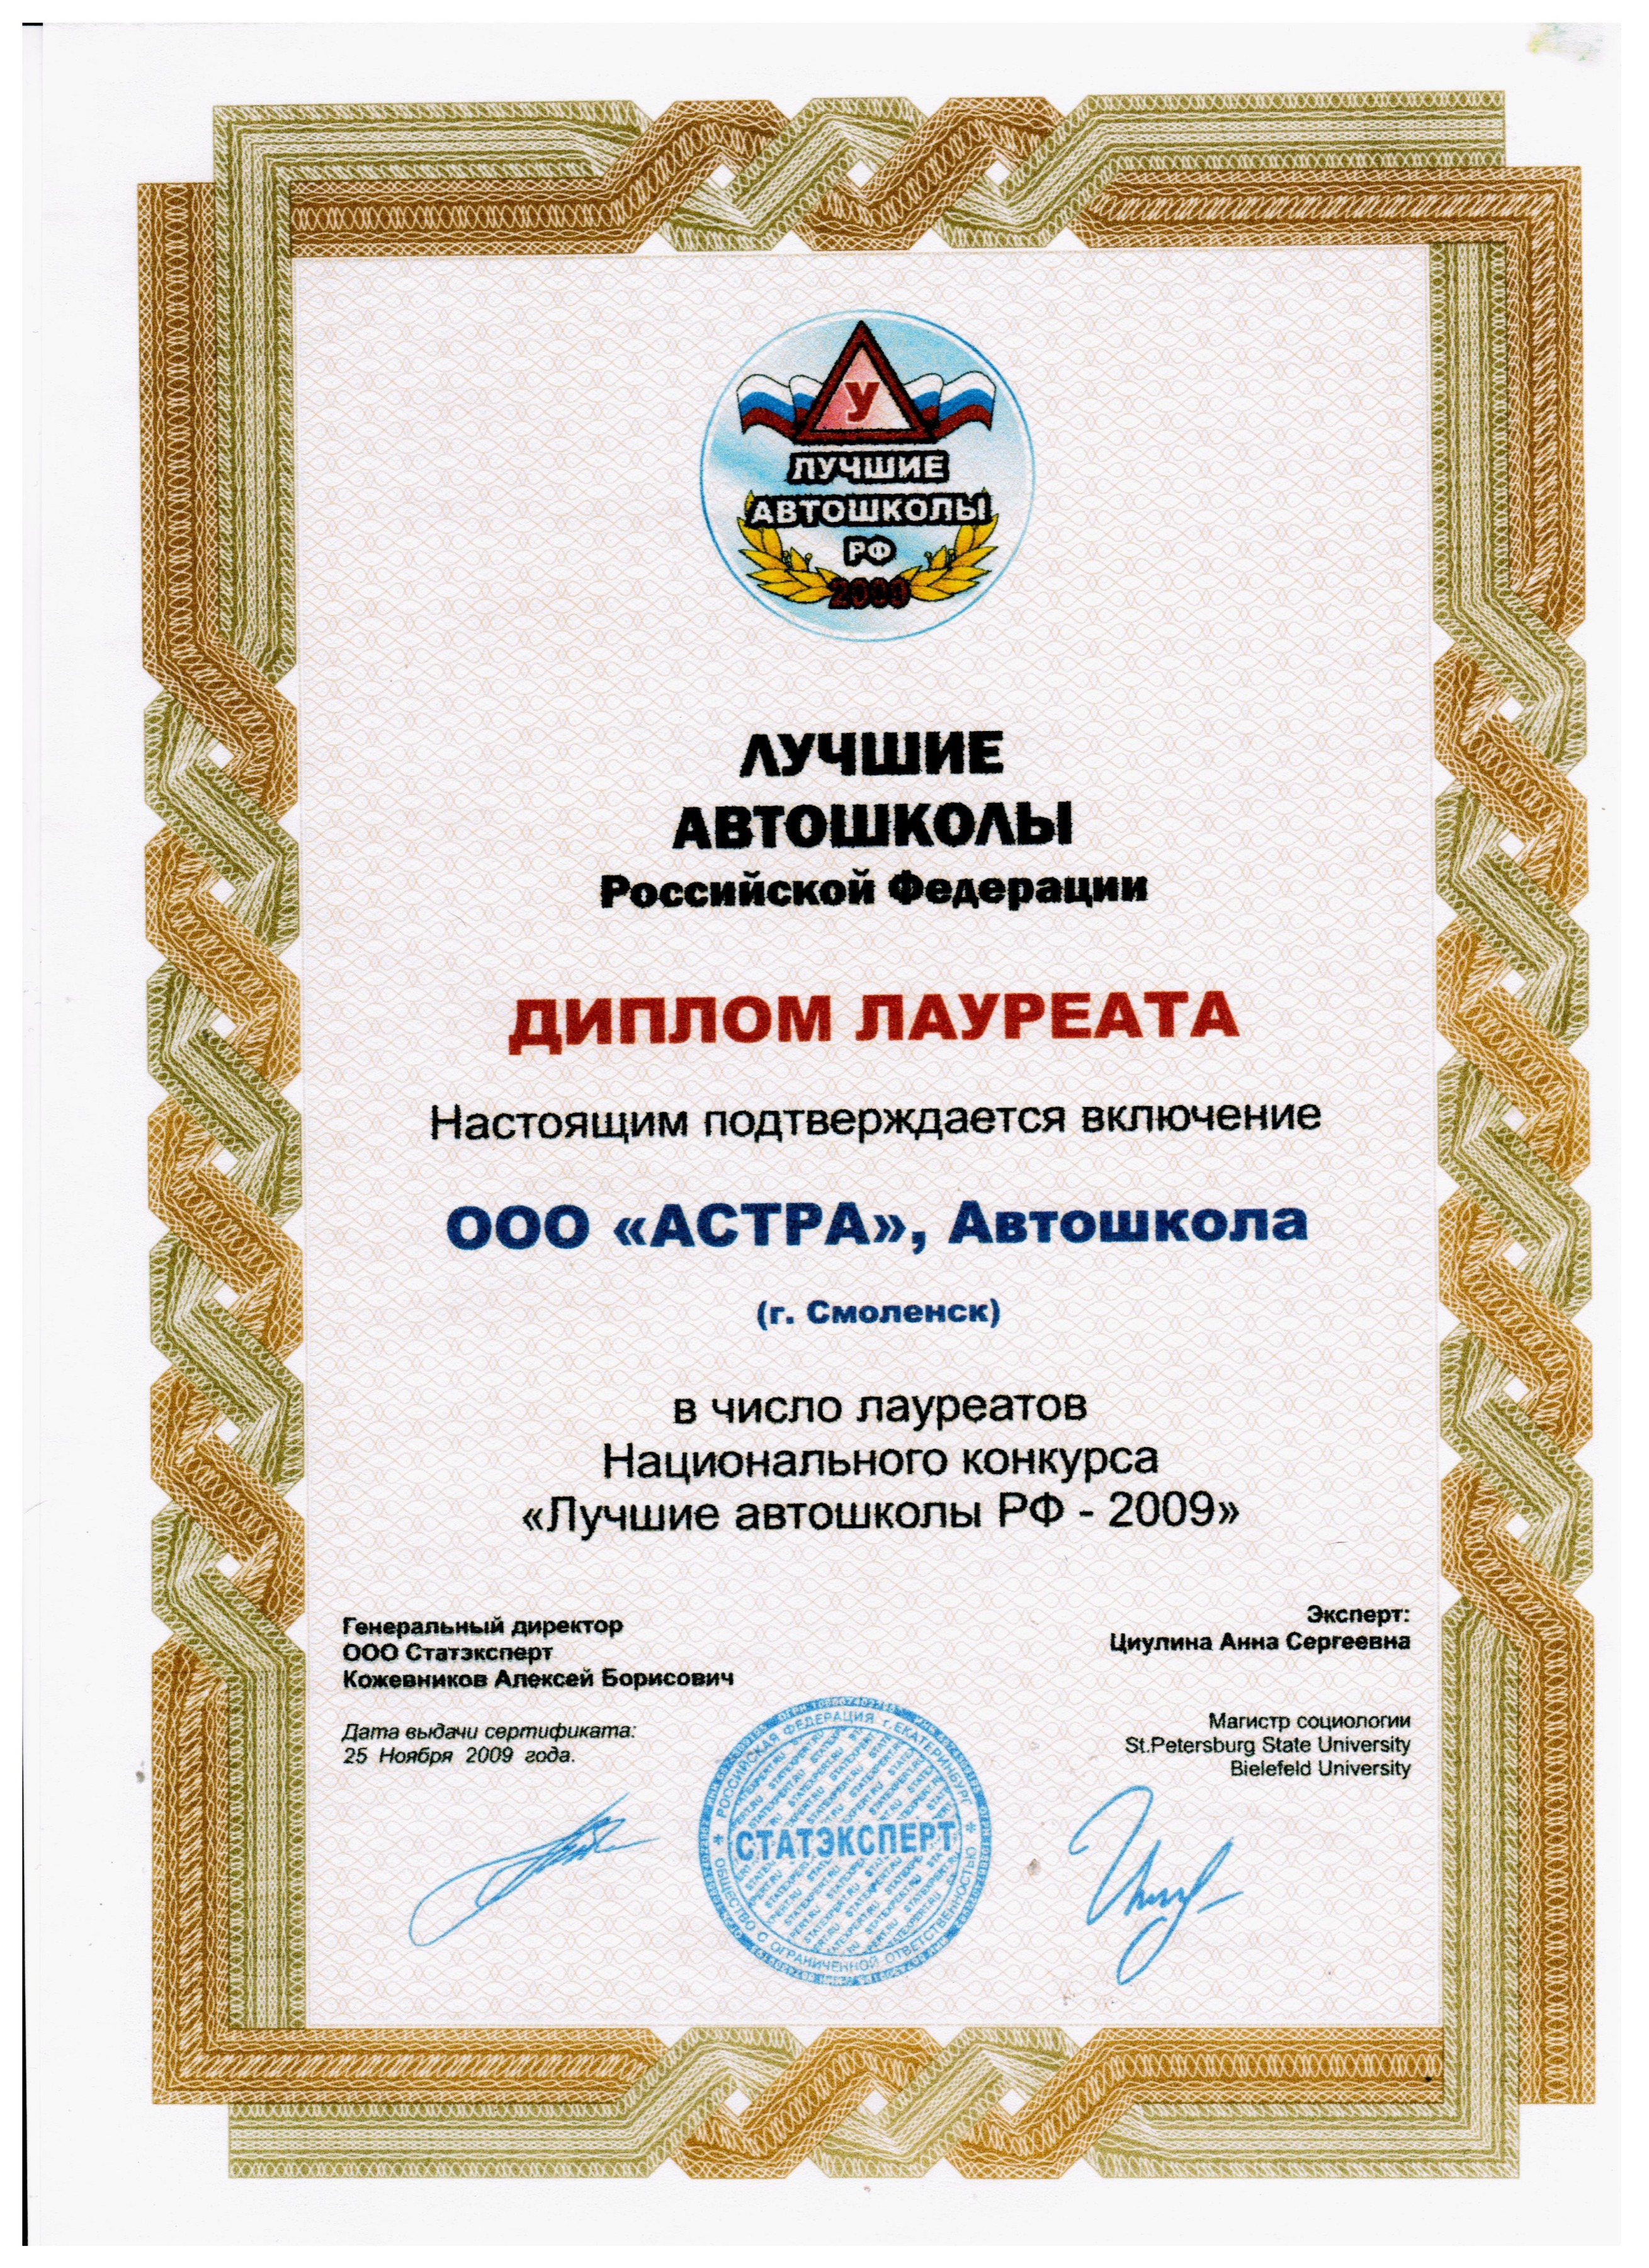 У
ЛУЧШИЕ
АВТОШКОЛЫ
РФ
2009
ЛУЧШИЕ
АВТОШКОЛЫ
Российской Федерации
ДИПЛОМ ЛАУРЕАТА
Настоящим подтверждается включение
ООО «АСТРА», Автошкола
(г. Смоленск)
в число лауреатов
Национального конкурса
«Лучшие автошколы РФ - 2009»
Генеральный директор
ООО Статэксперт
Кожевников Алексей Борисович
Дата выдачи сертификата:
25 Ноября 2009 года.
Эксперт:
Циулина Анна Сергеевна
Магистр социологии
St.Petersburg State University
Bielefeld University
РОССИЙСКАЯ ФЕДЕРАЦИЯ г. ЕКАТЕРИНБУРГ
СТАТЭКСПЕРТ
ОБЩЕСТВО С ОГРАНИЧЕННОЙ ОТВЕТСТВЕННОСТЬЮ